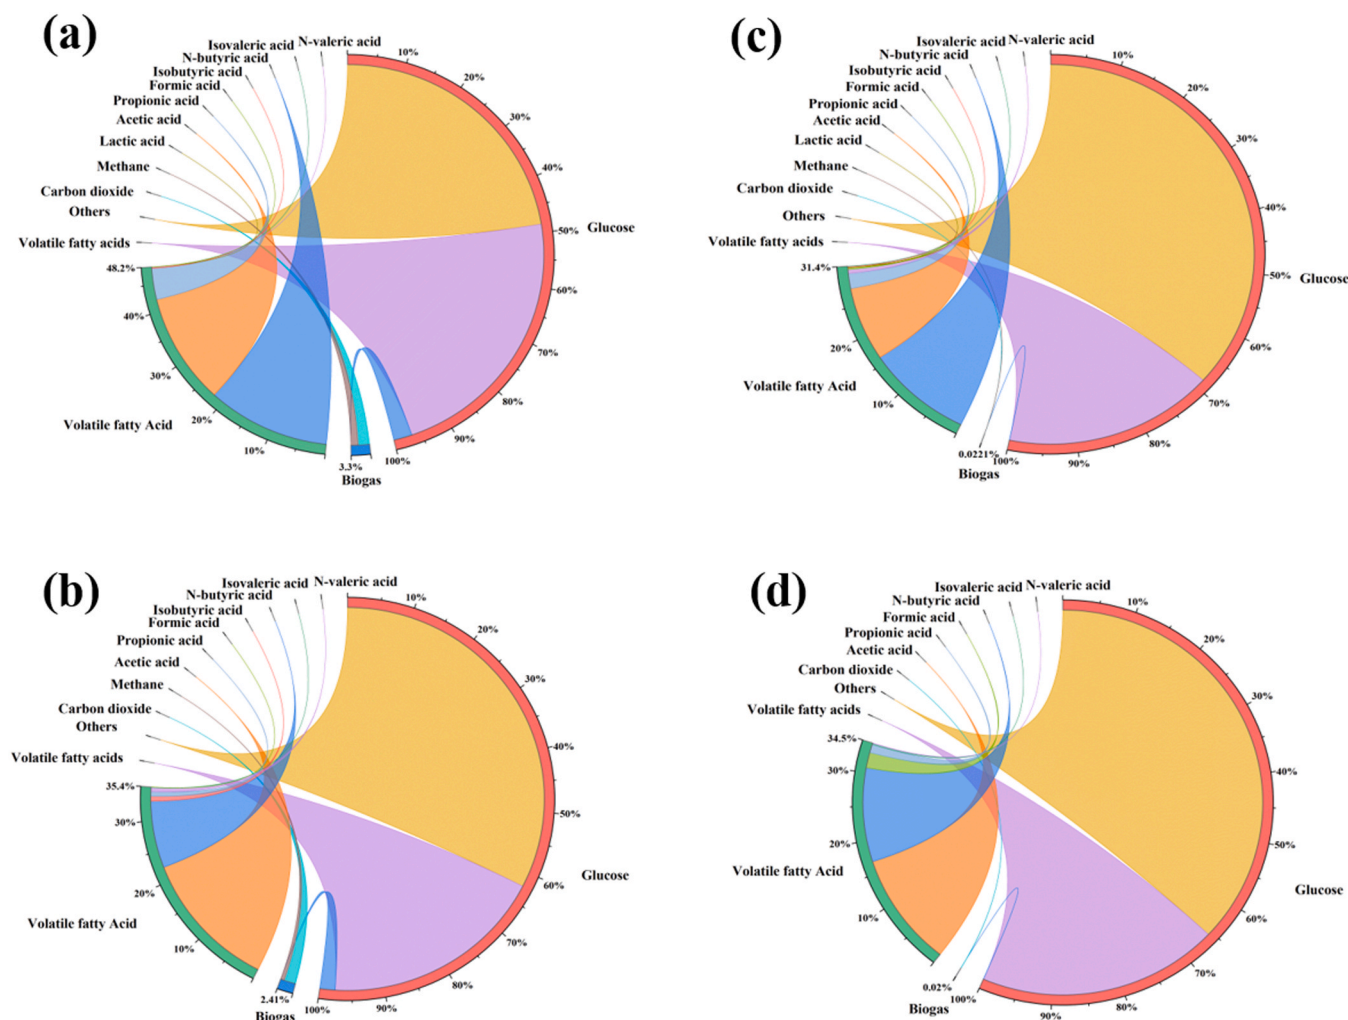 (a)
Isovaleric acid
N-valeric acid
N-butyric acid
Isobutyric acid
Formic acid
Propionic acid
Acetic acid
Lactic acid
Methane
Carbon dioxide
Others
Volatile fatty acids
10%
20%
30%
40%
50%
60%
70%
80%
90%
100%
Glucose
48.2%
40%
30%
20%
10%
Volatile fatty Acid
3.3%
Biogas
(c)
Isovaleric acid
N-valeric acid
N-butyric acid
Isobutyric acid
Formic acid
Propionic acid
Acetic acid
Lactic acid
Methane
Carbon dioxide
Others
Volatile fatty acids
10%
20%
30%
40%
50%
60%
70%
80%
90%
100%
Glucose
31.4%
20%
10%
Volatile fatty Acid
0.0221%
Biogas
(b)
Isovaleric acid
N-valeric acid
N-butyric acid
Isobutyric acid
Formic acid
Propionic acid
Acetic acid
Methane
Carbon dioxide
Others
Volatile fatty acids
10%
20%
30%
40%
50%
60%
70%
80%
90%
100%
Glucose
35.4%
30%
20%
10%
Volatile fatty Acid
2.41%
Biogas
(d)
Isovaleric acid
N-valeric acid
N-butyric acid
Formic acid
Propionic acid
Acetic acid
Carbon dioxide
Others
Volatile fatty acids
10%
20%
30%
40%
50%
60%
70%
80%
90%
100%
Glucose
34.5%
30%
20%
10%
Volatile fatty Acid
0.02%
Biogas